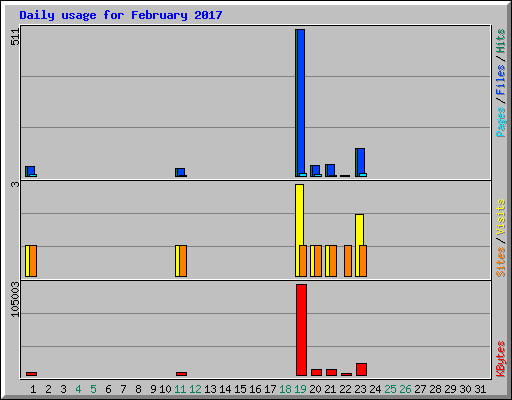 Daily usage for February 2017
511
Pages/Files/Hits
3
Sites/Visits
105003
KBytes
1 2 3 4 5 6 7 8 9 10 11 12 13 14 15 16 17 18 19 20 21 22 23 24 25 26 27 28 29 30 31